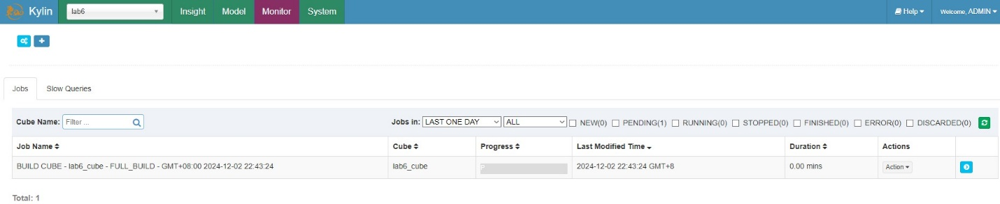 Kylin lab6 Insight Model Monitor System Help Welcome, ADMIN
Jobs Slow Queries
Cube Name: Filter ... Jobs in: LAST ONE DAY ALL NEW(0) PENDING(1) RUNNING(0) STOPPED(0) FINISHED(0) ERROR(0) DISCARDED(0)
Job Name Cube Progress Last Modified Time Duration Actions
BUILD CUBE - lab6_cube - FULL_BUILD - GMT+08:00 2024-12-02 22:43:24 lab6_cube P 2024-12-02 22:43:24 GMT+8 0.00 mins Action
Total: 1